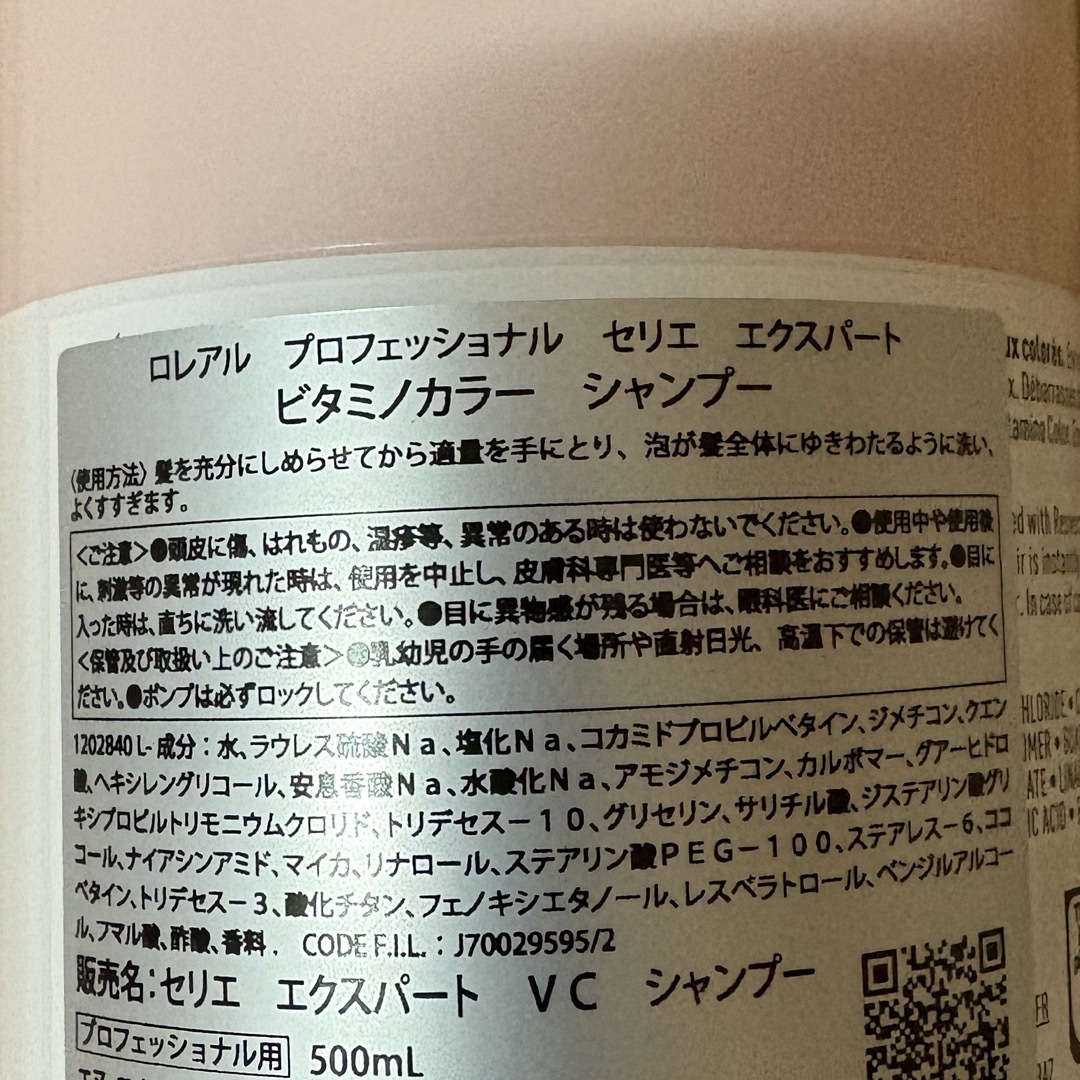 ロレアル　プロフェッショナル　セリエ　エクスパート
ビタミノカラー　シャンプー
〈使用方法〉髪を充分にしめらせてから適量を手にとり、泡が髪全体にゆきわたるように洗い、
よくすすぎます。
＜ご注意＞●頭皮に傷、はれもの、湿疹等、異常のある時は使わないでください。●使用中や使用後
に、刺激等の異常が現れた時は、使用を中止し、皮膚科専門医等へご相談をおすすめします。●目に
入った時は、直ちに洗い流してください。●目に異物感が残る場合は、眼科医にご相談ください。
＜保管及び取扱い上のご注意＞●乳幼児の手の届く場所や直射日光、高温下での保管は避けてく
ださい。●ポンプは必ずロックしてください。
1202840 L- 成分：水、ラウレス硫酸Ｎａ、塩化Ｎａ、コカミドプロピルベタイン、ジメチコン、クエン
酸、ヘキシレングリコール、安息香酸Ｎａ、水酸化Ｎａ、アモジメチコン、カルボマー、グアーヒドロ
キシプロピルトリモニウムクロリド、トリデセス－１０、グリセリン、サリチル酸、ジステアリン酸グリ
コール、ナイアシンアミド、マイカ、リナロール、ステアリン酸ＰＥＧ－１００、ステアレス－６、ココ
ベタイン、トリデセス－３、酸化チタン、フェノキシエタノール、レスベラトロール、ベンジルアルコー
ル、フマル酸、酢酸、香料． CODE F.I.L.：J70029595/2
販売名：セリエ　エクスパート　ＶＣ　シャンプー
プロフェッショナル用 500mL
ux colorés.
x. Débarrasse
ed with
ir is instantly
. In case of
HLORIDE •
MER •
ATE •
IC ACID •